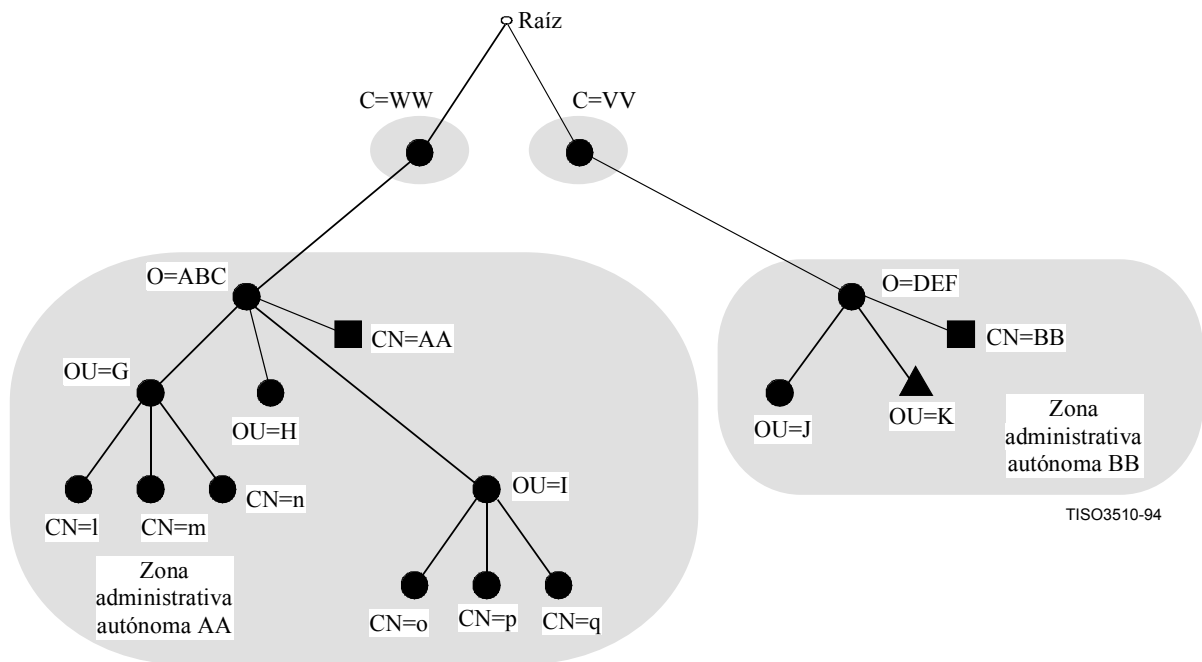 Raíz
C=WW
C=VV
O=ABC
O=DEF
CN=AA
CN=BB
OU=G
OU=H
OU=J
OU=K
Zona
administrativa
autónoma BB
CN=l
CN=m
CN=n
OU=I
TISO3510-94
Zona
administrativa
autónoma AA
CN=o
CN=p
CN=q